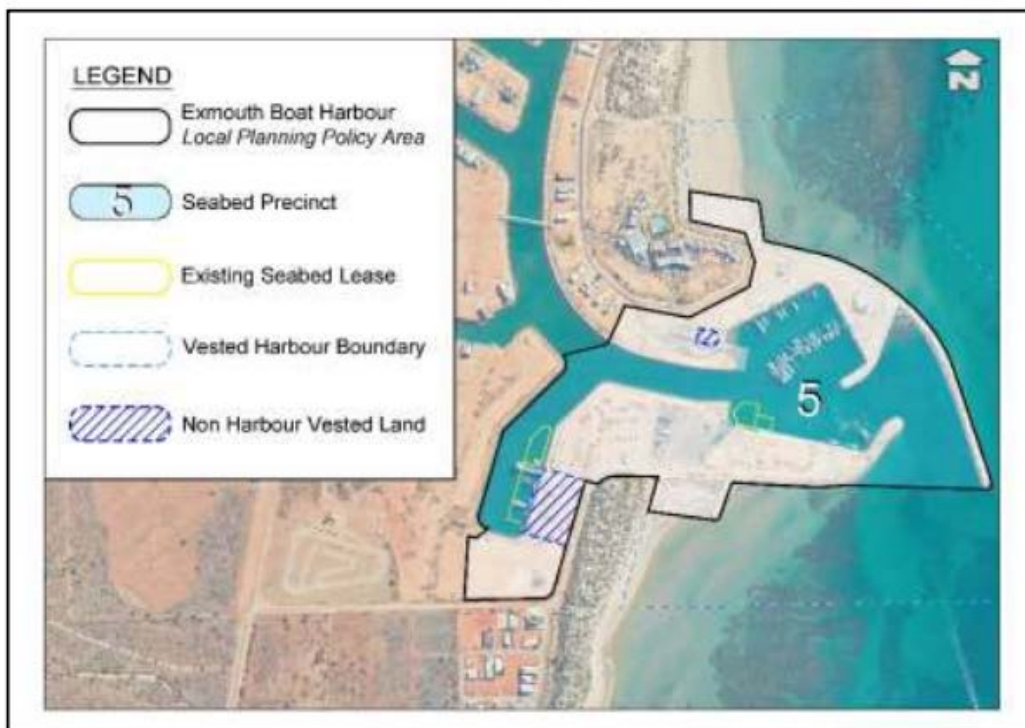 LEGEND
Exmouth Boat Harbour
Local Planning Policy Area
5
Seabed Precinct
Existing Seabed Lease
Vested Harbour Boundary
Non Harbour Vested Land
N
5